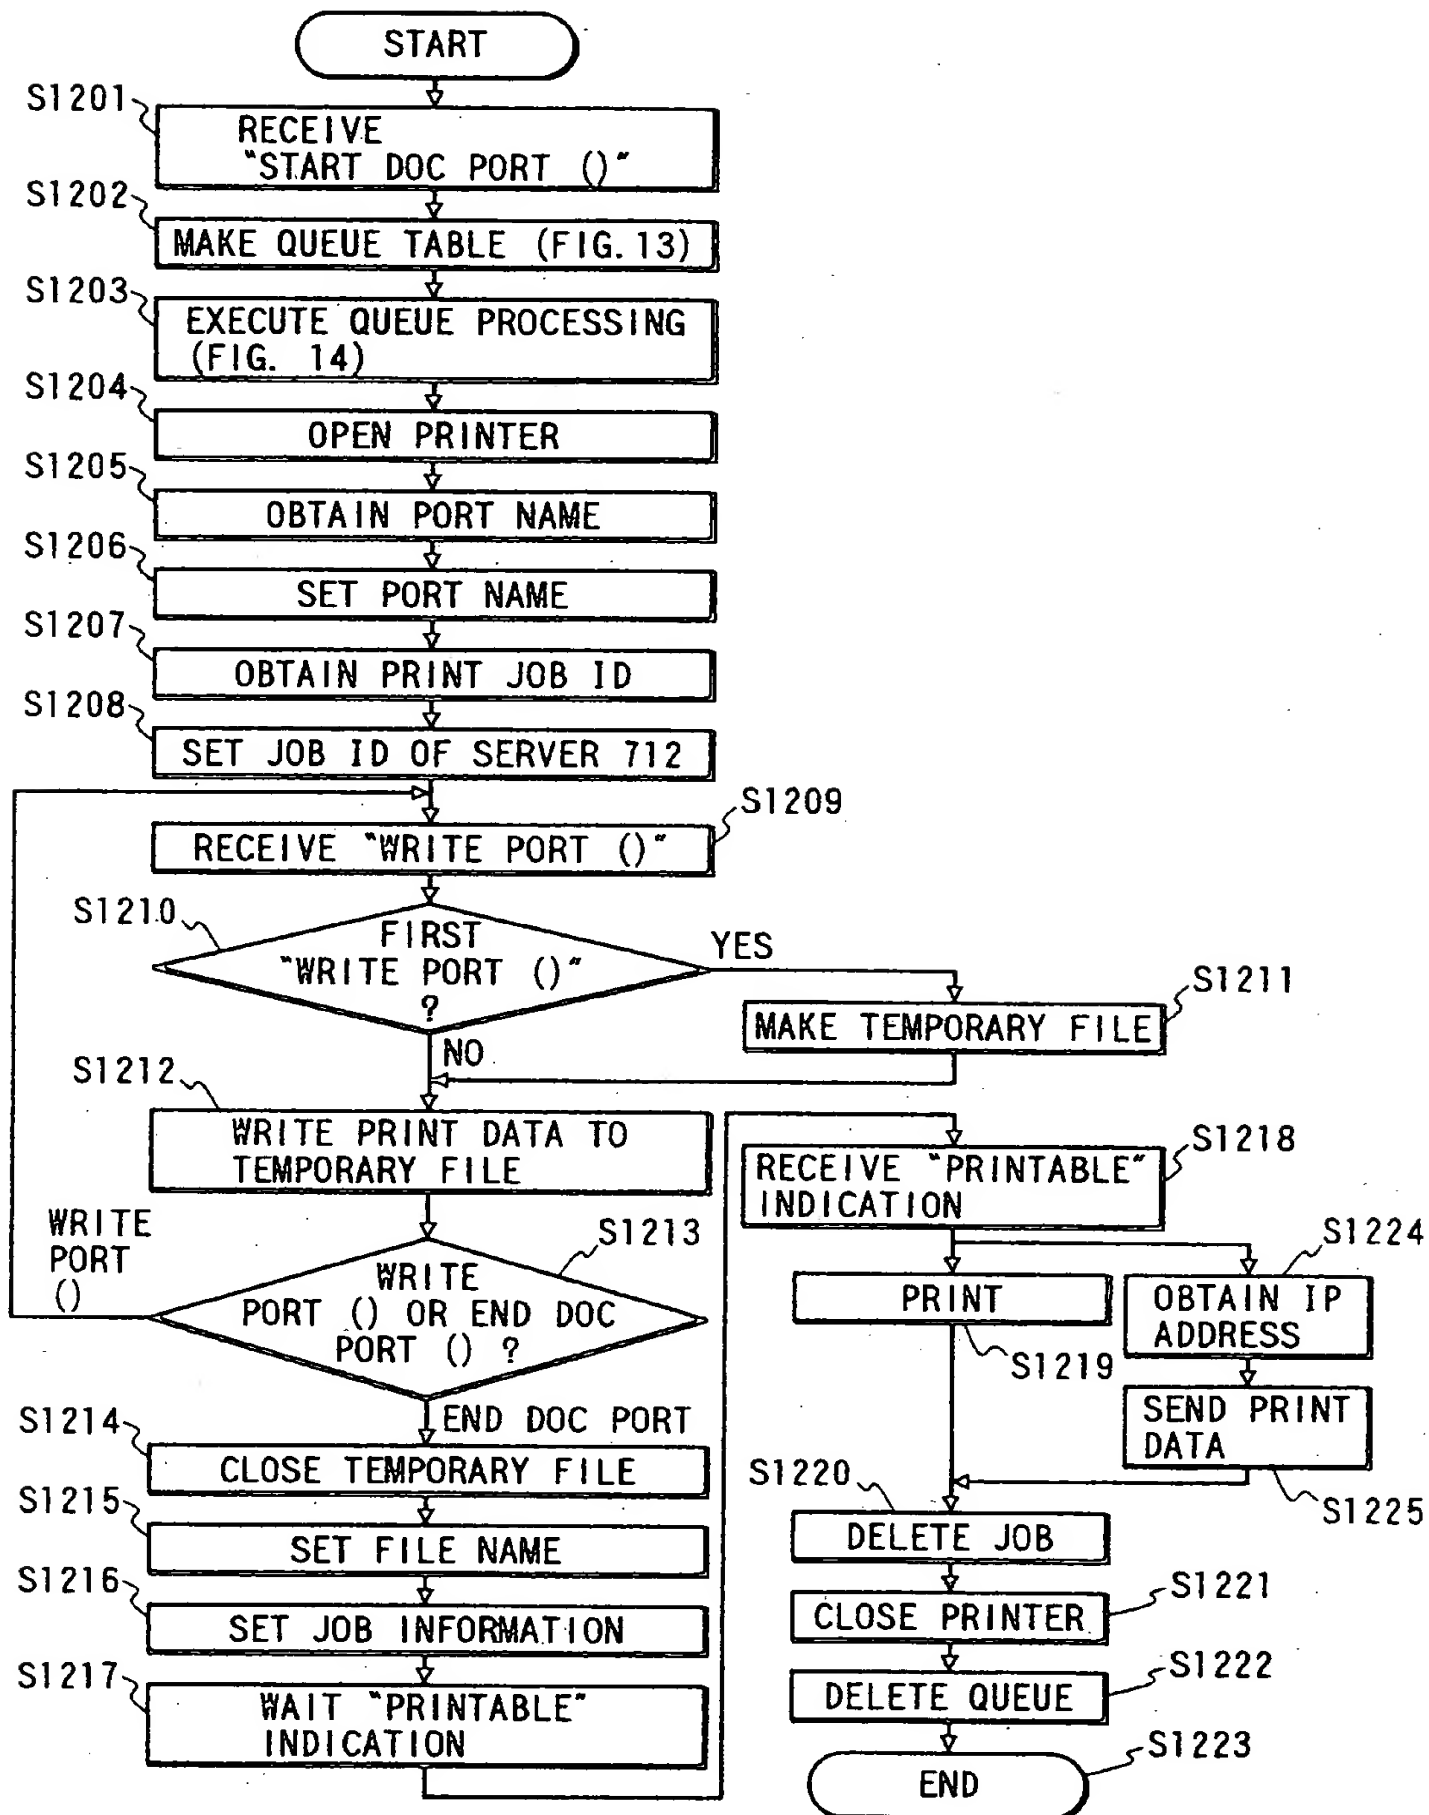 START
S1201
RECEIVE
"START DOC PORT ()"
S1202
MAKE QUEUE TABLE (FIG. 13)
S1203
EXECUTE QUEUE PROCESSING
(FIG. 14)
S1204
OPEN PRINTER
S1205
OBTAIN PORT NAME
S1206
SET PORT NAME
S1207
OBTAIN PRINT JOB ID
S1208
SET JOB ID OF SERVER 712
S1209
RECEIVE "WRITE PORT ()"
S1210
FIRST
"WRITE PORT ()"
?
YES
NO
S1211
MAKE TEMPORARY FILE
S1212
WRITE PRINT DATA TO
TEMPORARY FILE
S1213
WRITE
PORT () OR END DOC
PORT () ?
WRITE
PORT
()
END DOC PORT
S1214
CLOSE TEMPORARY FILE
S1215
SET FILE NAME
S1216
SET JOB INFORMATION
S1217
WAIT "PRINTABLE"
INDICATION
S1218
RECEIVE "PRINTABLE"
INDICATION
PRINT
S1219
S1224
OBTAIN IP
ADDRESS
SEND PRINT
DATA
S1225
S1220
DELETE JOB
S1221
CLOSE PRINTER
S1222
DELETE QUEUE
S1223
END